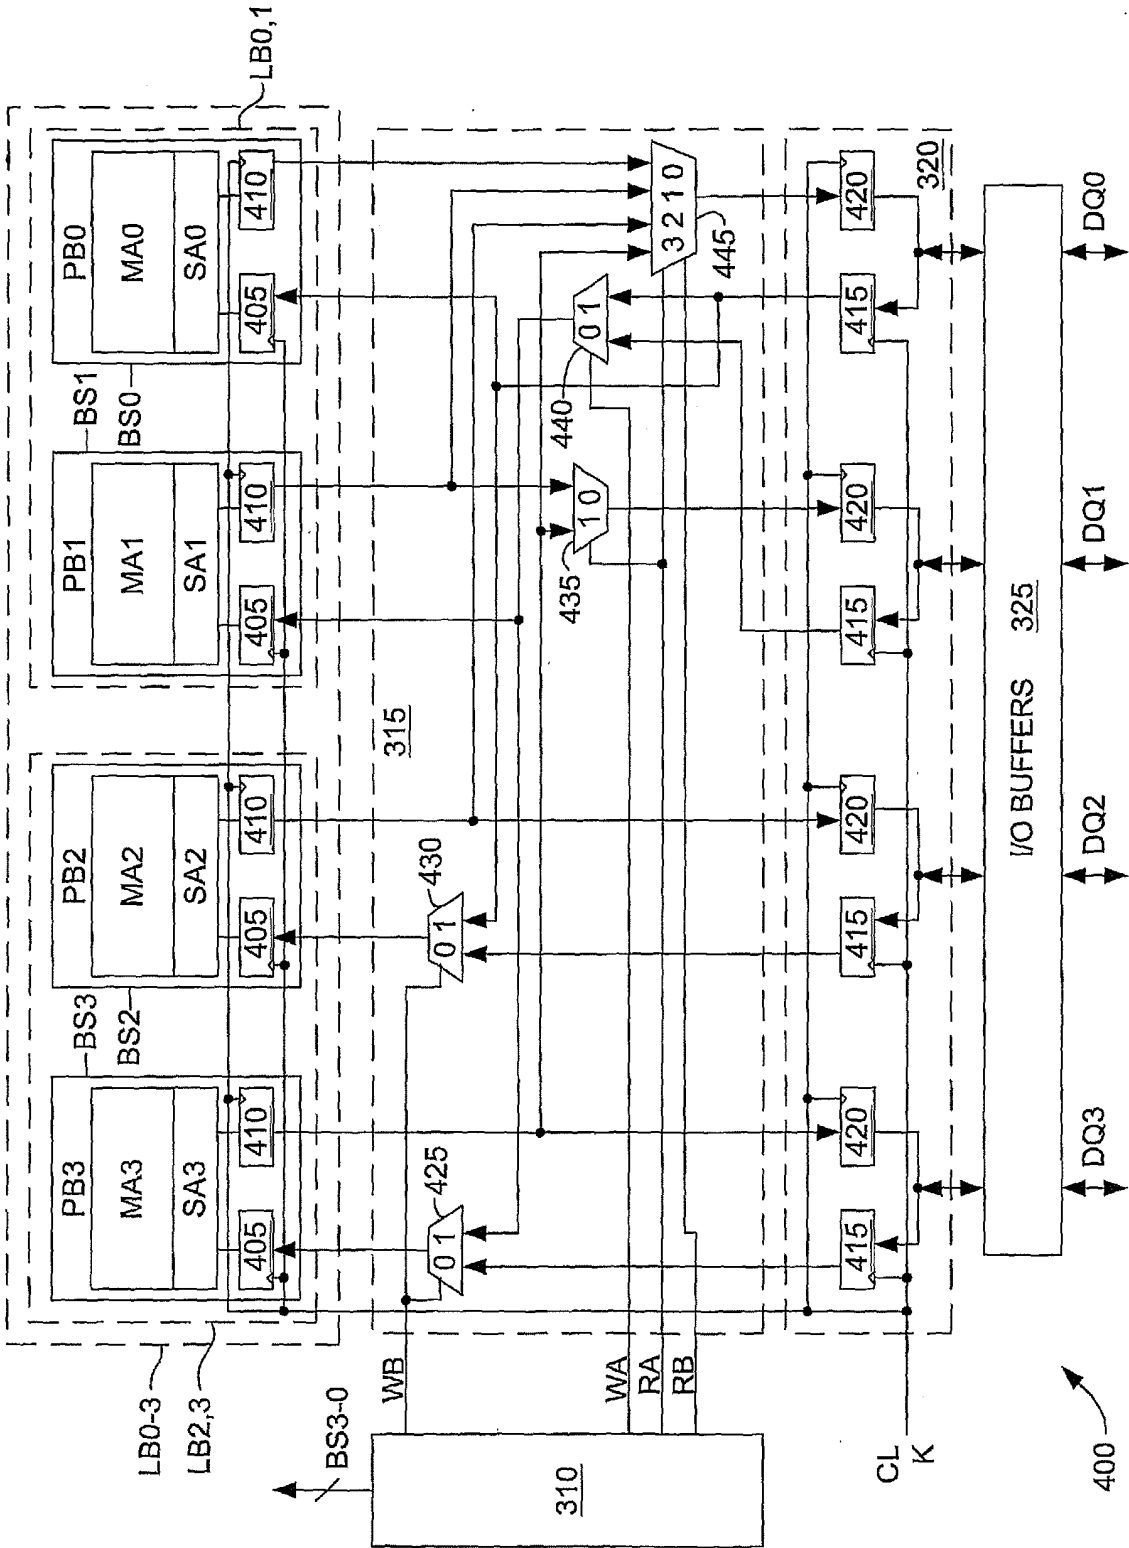 LB0-3
LB2,3
LB0,1
PB3
MA3
SA3
405
410
BS3
BS2
PB2
MA2
SA2
405
410
PB1
MA1
SA1
405
410
BS1
BS0
PB0
MA0
SA0
405
410
BS3-0
310
WB
WA
RA
RB
CL
K
315
0 1
425
0 1
430
1 0
435
0 1
440
3 2 1 0
445
415
420
415
420
415
420
415
420
320
I/O BUFFERS 325
DQ3
DQ2
DQ1
DQ0
400